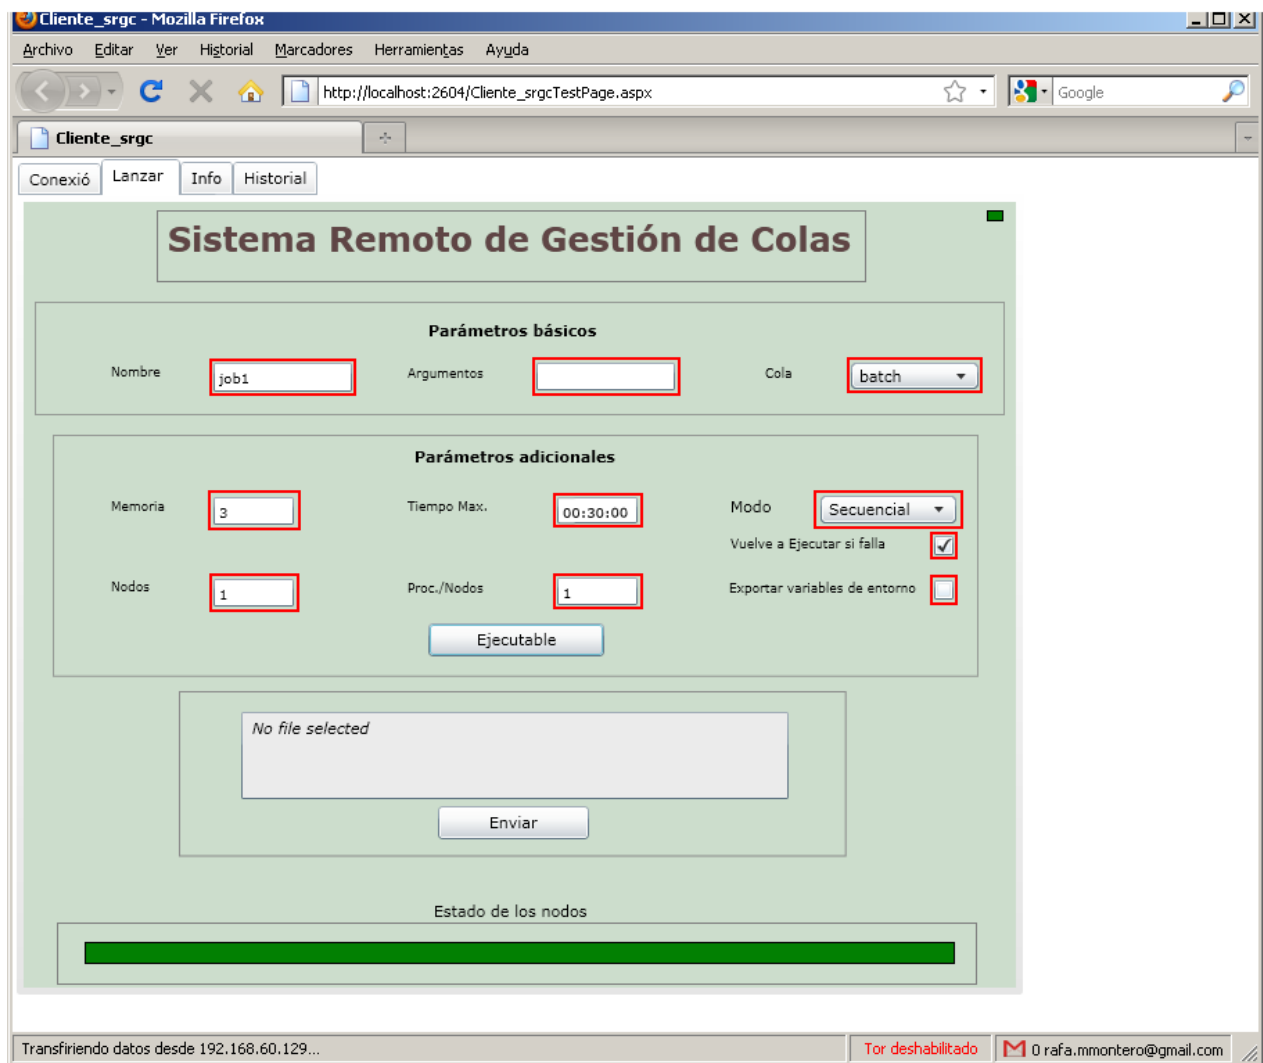 Cliente_srgc - Mozilla Firefox
Archivo Editar Ver Historial Marcadores Herramientas Ayuda
http://localhost:2604/Cliente_srgcTestPage.aspx Google
Cliente_srgc
Conexió Lanzar Info Historial
Sistema Remoto de Gestión de Colas
Parámetros básicos
Nombre job1 Argumentos Cola batch
Parámetros adicionales
Memoria 3 Tiempo Max. 00:30:00 Modo Secuencial
Vuelve a Ejecutar si falla
Nodos 1 Proc./Nodos 1 Exportar variables de entorno
Ejecutable
No file selected
Enviar
Estado de los nodos
Transfiriendo datos desde 192.168.60.129... Tor deshabilitado 0 rafa.mmontero@gmail.com